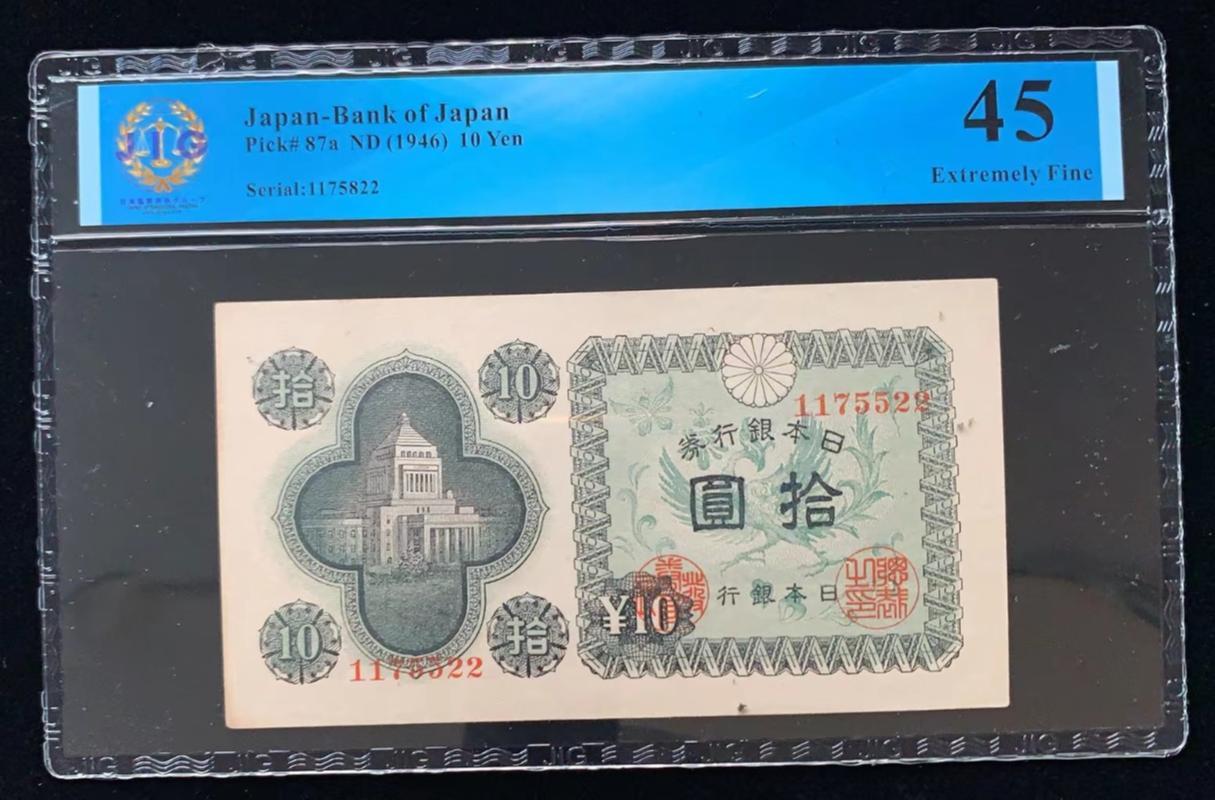 JIG
Japan-Bank of Japan
Pick# 87a ND (1946) 10 Yen
Serial:1175822
45
Extremely Fine
拾
10
1175522
日本銀行券
拾圓
日本銀行
¥10
10
拾
1175522